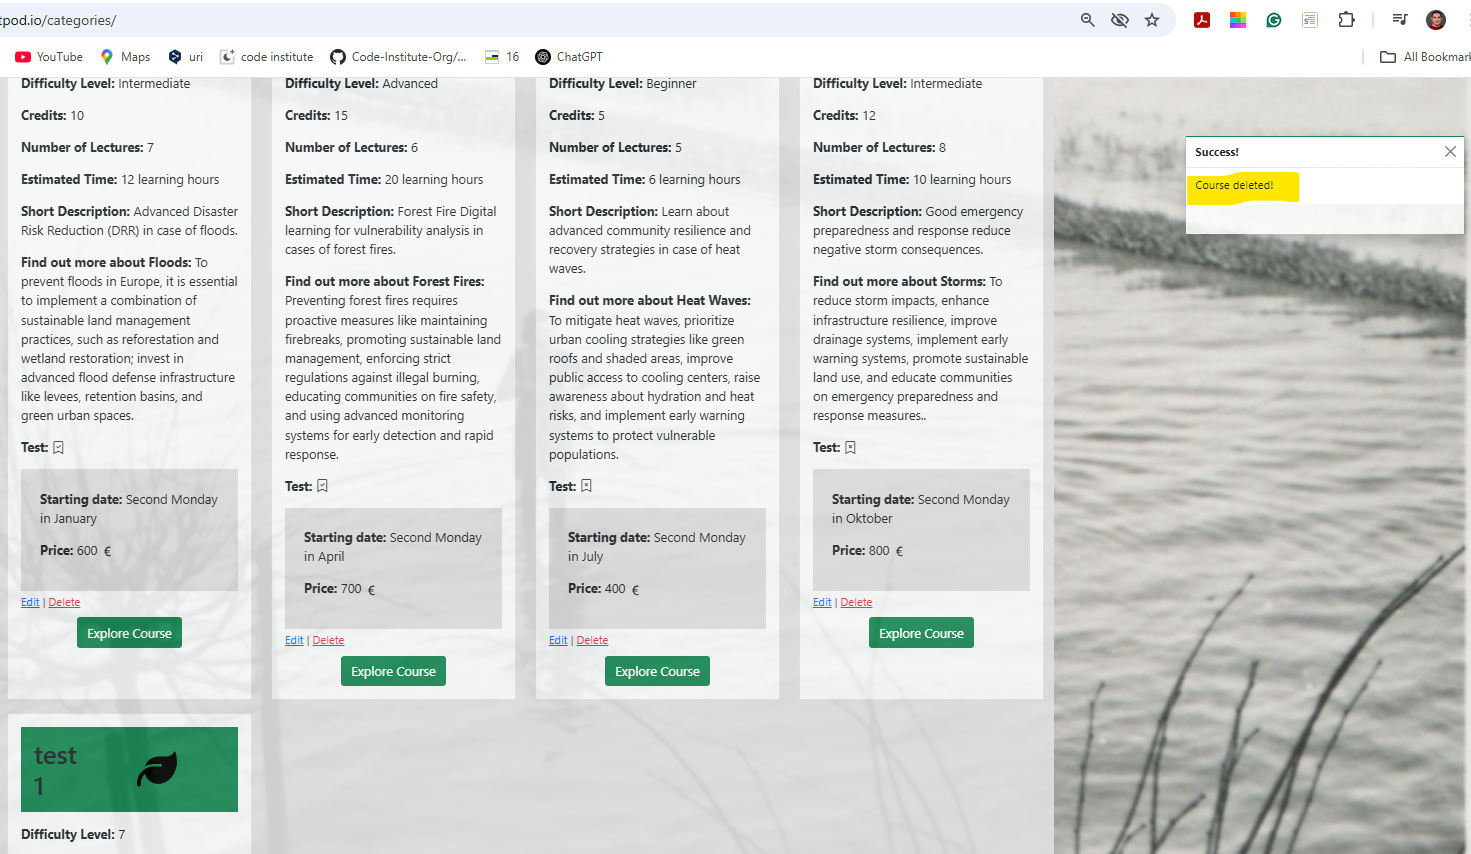 tpod.io/categories/
YouTube
Maps
uri
code institute
Code-Institute-Org/...
16
ChatGPT
All Bookmark
Difficulty Level: Intermediate
Credits: 10
Number of Lectures: 7
Estimated Time: 12 learning hours
Short Description: Advanced Disaster
Risk Reduction (DRR) in case of floods.
Find out more about Floods: To
prevent floods in Europe, it is essential
to implement a combination of
sustainable land management
practices, such as reforestation and
wetland restoration; invest in
advanced flood defense infrastructure
like levees, retention basins, and
green urban spaces.
Test:
Starting date: Second Monday
in January
Price: 600 €
Edit | Delete
Explore Course
Difficulty Level: Advanced
Credits: 15
Number of Lectures: 6
Estimated Time: 20 learning hours
Short Description: Forest Fire Digital
learning for vulnerability analysis in
cases of forest fires.
Find out more about Forest Fires:
Preventing forest fires requires
proactive measures like maintaining
firebreaks, promoting sustainable land
management, enforcing strict
regulations against illegal burning,
educating communities on fire safety,
and using advanced monitoring
systems for early detection and rapid
response.
Test:
Starting date: Second Monday
in April
Price: 700 €
Edit | Delete
Explore Course
Difficulty Level: Beginner
Credits: 5
Number of Lectures: 5
Estimated Time: 6 learning hours
Short Description: Learn about
advanced community resilience and
recovery strategies in case of heat
waves.
Find out more about Heat Waves:
To mitigate heat waves, prioritize
urban cooling strategies like green
roofs and shaded areas, improve
public access to cooling centers, raise
awareness about hydration and heat
risks, and implement early warning
systems to protect vulnerable
populations.
Test:
Starting date: Second Monday
in July
Price: 400 €
Edit | Delete
Explore Course
Difficulty Level: Intermediate
Credits: 12
Number of Lectures: 8
Estimated Time: 10 learning hours
Short Description: Good emergency
preparedness and response reduce
negative storm consequences.
Find out more about Storms: To
reduce storm impacts, enhance
infrastructure resilience, improve
drainage systems, implement early
warning systems, promote sustainable
land use, and educate communities
on emergency preparedness and
response measures..
Test:
Starting date: Second Monday
in Oktober
Price: 800 €
Edit | Delete
Explore Course
Success!
Course deleted!
test
1
Difficulty Level: 7